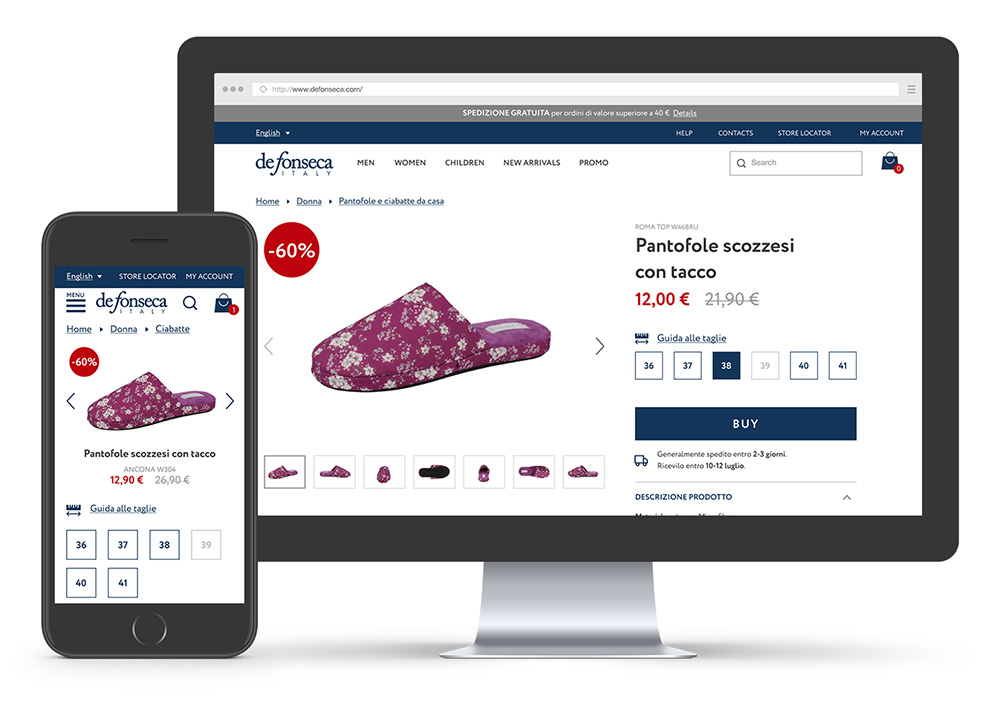 http://www.defonseca.com/
SPEDIZIONE GRATUITA per ordini di valore superiore a 40 € Details
English
HELP
CONTACTS
STORE LOCATOR
MY ACCOUNT
de fonseca
ITALY
MEN
WOMEN
CHILDREN
NEW ARRIVALS
PROMO
Search
0
Home
Donna
Pantofole e ciabatte da casa
-60%
ROMA TOP W468RU
Pantofole scozzesi
con tacco
12,00 € 21,90 €
Guida alle taglie
36
37
38
39
40
41
BUY
Generalmente spedito entro 2-3 giorni.
Ricevilo entro 10-12 luglio.
DESCRIZIONE PRODOTTO
English
STORE LOCATOR
MY ACCOUNT
MENU
de fonseca
ITALY
1
Home
Donna
Ciabatte
-60%
Pantofole scozzesi con tacco
ANCONA W304
12,90 € 26,90 €
Guida alle taglie
36
37
38
39
40
41